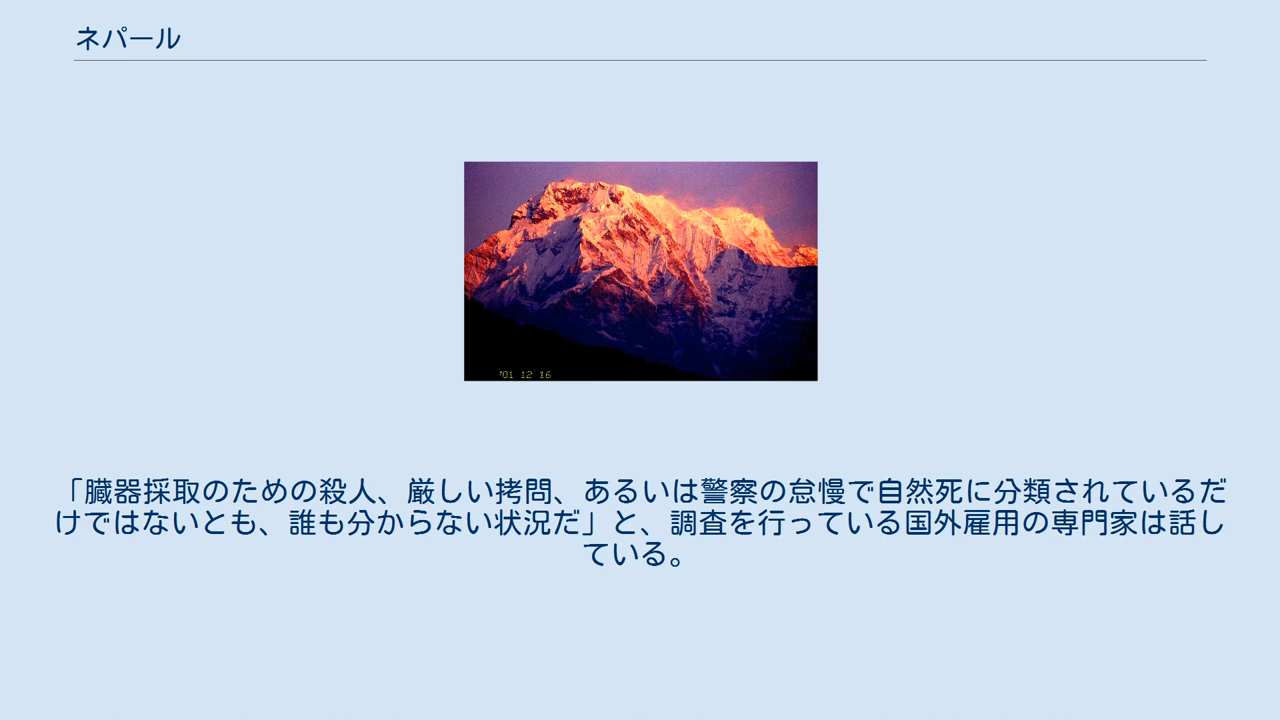 ネパール
'01 12 16
「臓器採取のための殺人、厳しい拷問、あるいは警察の怠慢で自然死に分類されているだ
けではないとも、誰も分からない状況だ」と、調査を行っている国外雇用の専門家は話し
ている。